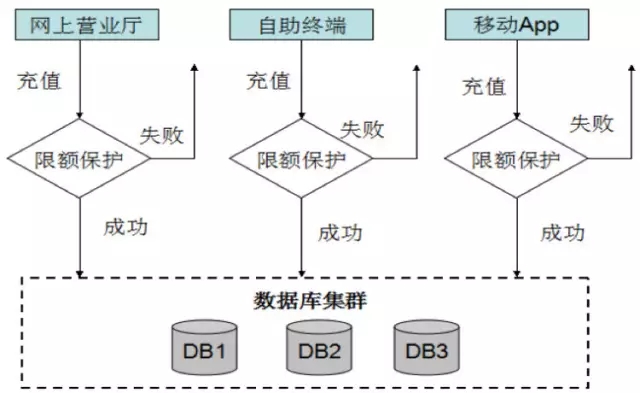 网上营业厅
自助终端
移动App
充值
充值
充值
失败
失败
失败
限额保护
限额保护
限额保护
成功
成功
成功
数据库集群
DB1
DB2
DB3